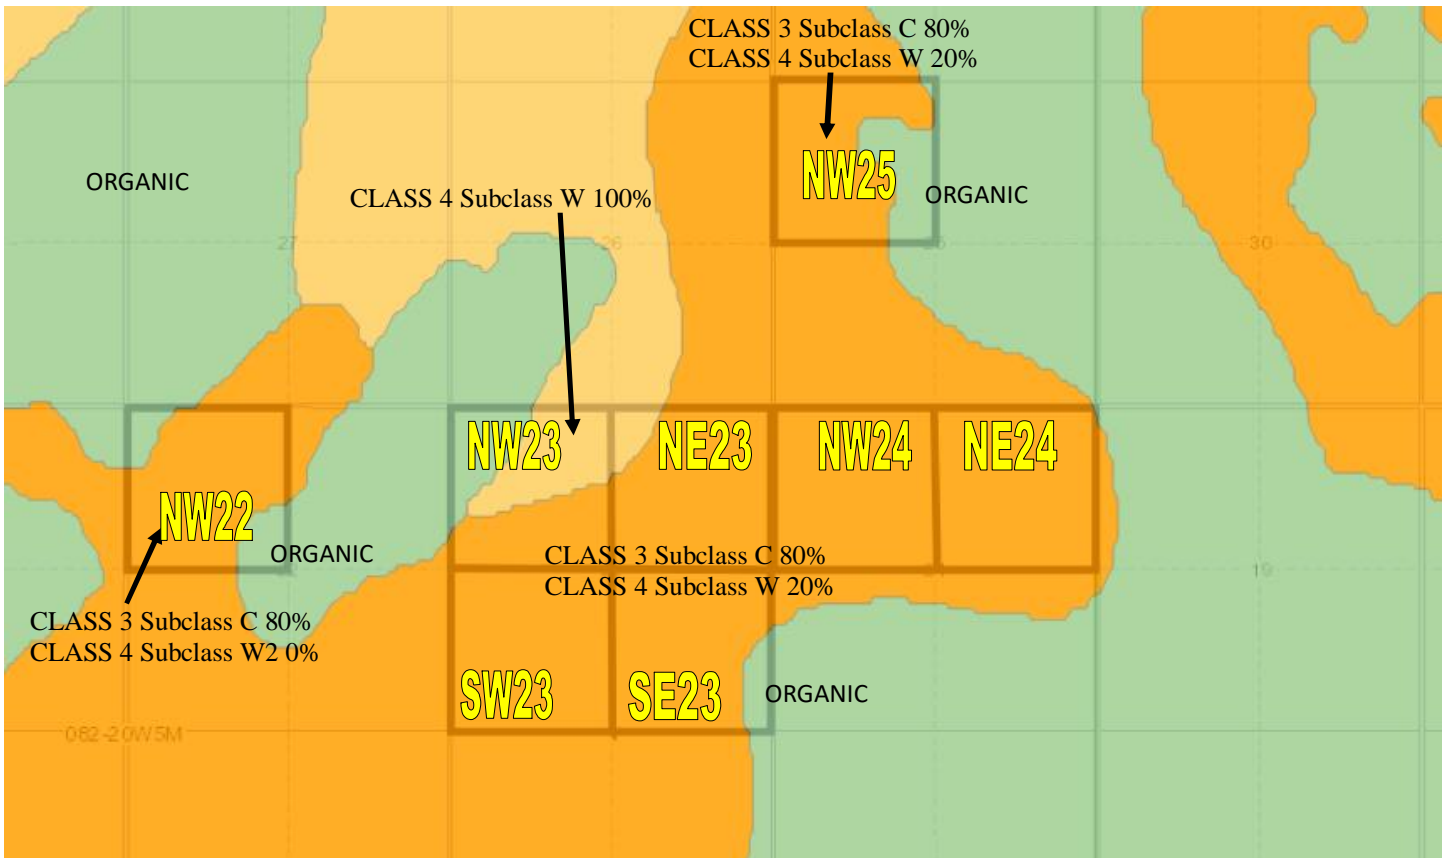 CLASS 3 Subclass C 80%
CLASS 4 Subclass W 20%
ORGANIC
NW25
CLASS 4 Subclass W 100%
ORGANIC
27
26
25
30
NW23
NE23
NW24
NE24
NW22
ORGANIC
CLASS 3 Subclass C 80%
CLASS 4 Subclass W 20%
19
CLASS 3 Subclass C 80%
CLASS 4 Subclass W2 0%
SW23
SE23
ORGANIC
082-20W5M